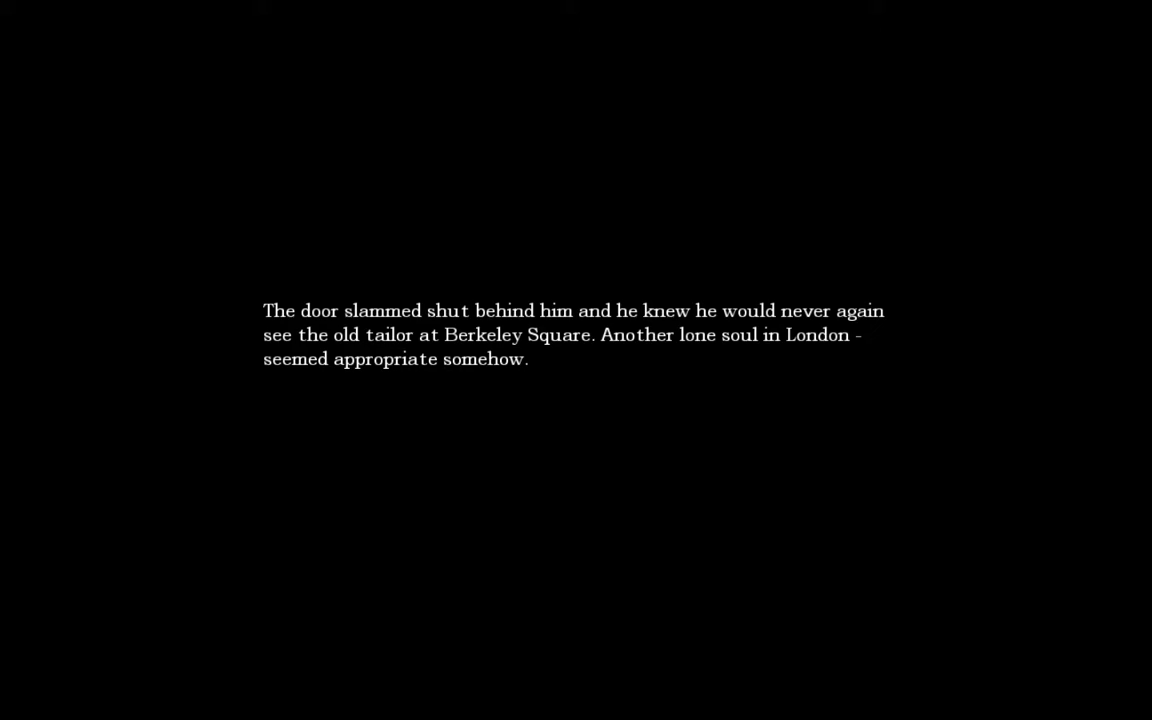 The door slammed shut behind him and he knew he would never again
see the old tailor at Berkeley Square. Another lone soul in London -
seemed appropriate somehow.